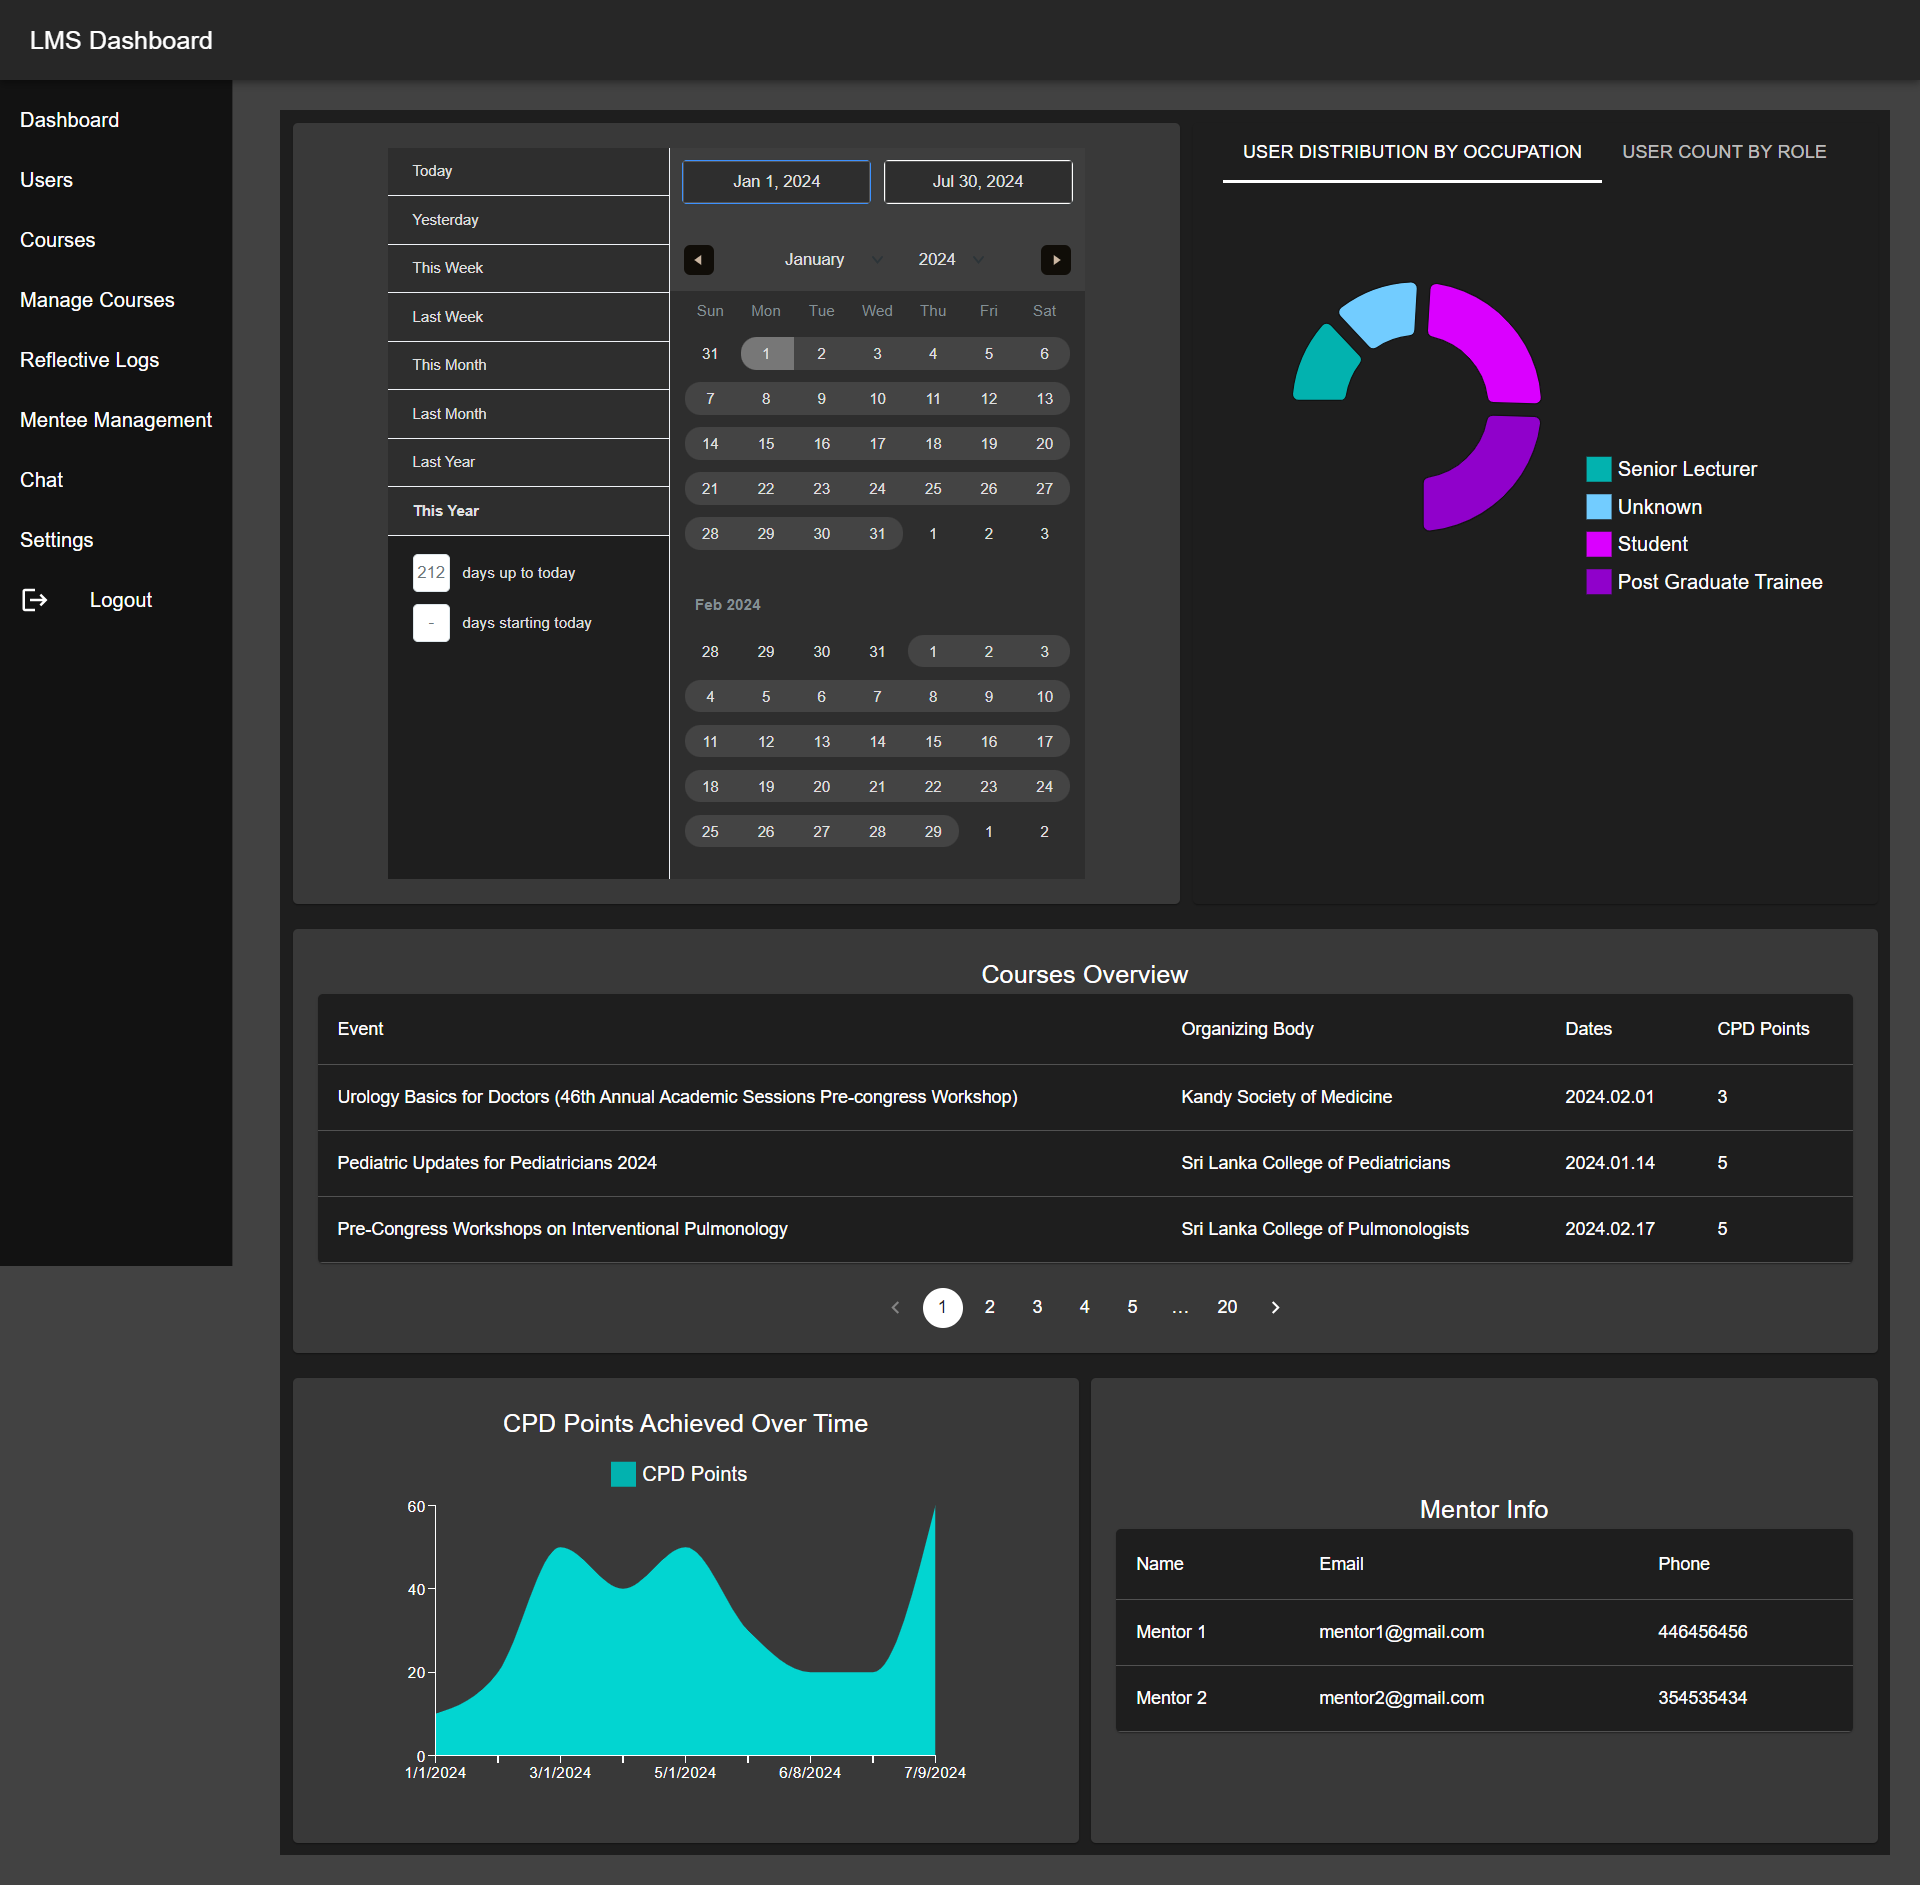 LMS Dashboard
Dashboard
Users
Courses
Manage Courses
Reflective Logs
Mentee Management
Chat
Settings
Logout
Today
Yesterday
This Week
Last Week
This Month
Last Month
Last Year
This Year
212 days up to today
- days starting today
Jan 1, 2024 Jul 30, 2024
January 2024
Sun Mon Tue Wed Thu Fri Sat
31 1 2 3 4 5 6
7 8 9 10 11 12 13
14 15 16 17 18 19 20
21 22 23 24 25 26 27
28 29 30 31 1 2 3
Feb 2024
28 29 30 31 1 2 3
4 5 6 7 8 9 10
11 12 13 14 15 16 17
18 19 20 21 22 23 24
25 26 27 28 29 1 2
USER DISTRIBUTION BY OCCUPATION USER COUNT BY ROLE
Senior Lecturer
Unknown
Student
Post Graduate Trainee
Courses Overview
Event Organizing Body Dates CPD Points
Urology Basics for Doctors (46th Annual Academic Sessions Pre-congress Workshop) Kandy Society of Medicine 2024.02.01 3
Pediatric Updates for Pediatricians 2024 Sri Lanka College of Pediatricians 2024.01.14 5
Pre-Congress Workshops on Interventional Pulmonology Sri Lanka College of Pulmonologists 2024.02.17 5
1 2 3 4 5 … 20
CPD Points Achieved Over Time
CPD Points
60
40
20
0
1/1/2024 3/1/2024 5/1/2024 6/8/2024 7/9/2024
Mentor Info
Name Email Phone
Mentor 1 mentor1@gmail.com 446456456
Mentor 2 mentor2@gmail.com 354535434